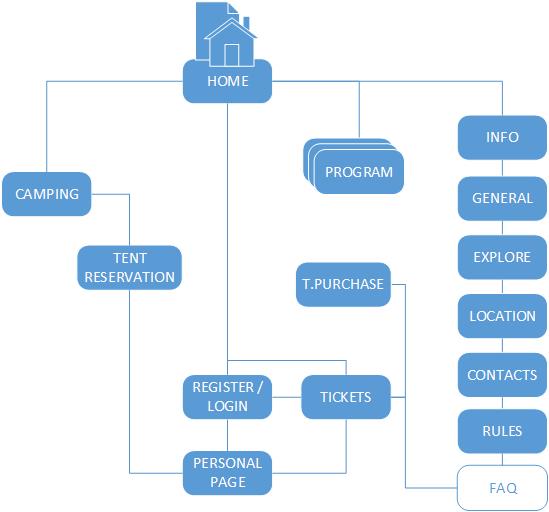 HOME
INFO
PROGRAM
CAMPING
GENERAL
TENT
RESERVATION
EXPLORE
T.PURCHASE
LOCATION
CONTACTS
REGISTER /
LOGIN
TICKETS
RULES
PERSONAL
PAGE
FAQ